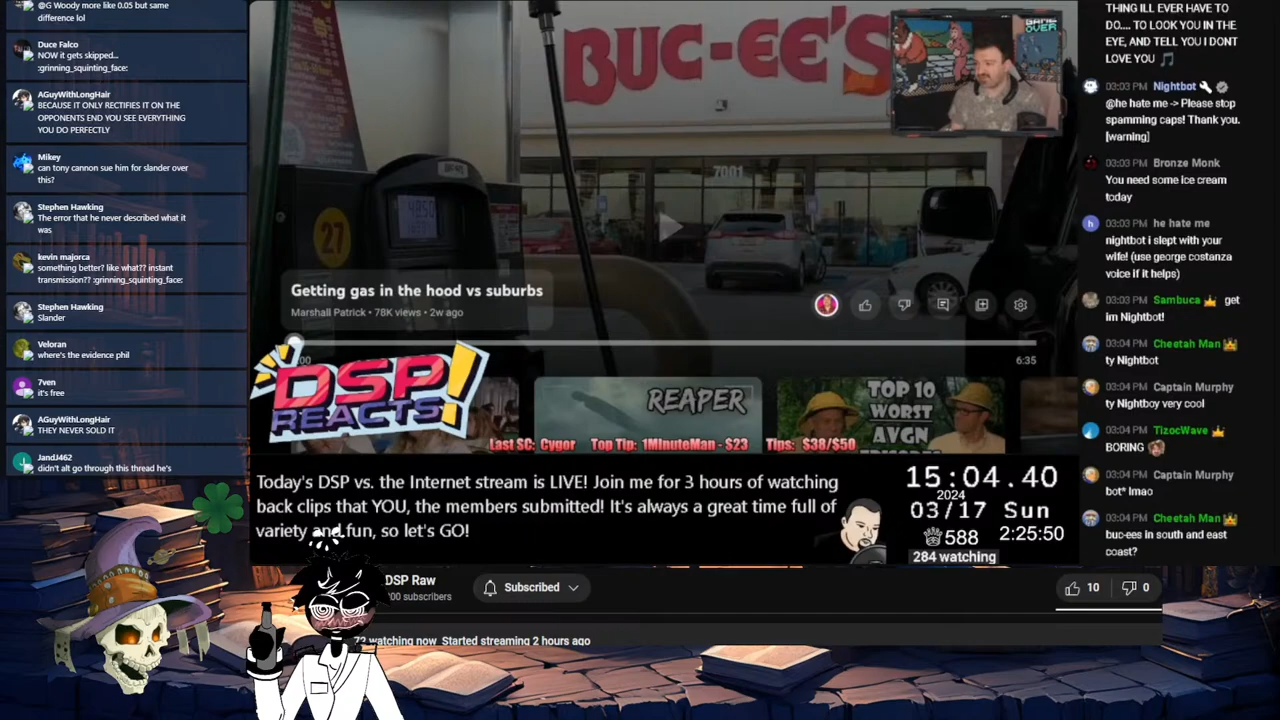 @G Woody more like 0.05 but same
difference lol
Duce Falco
NOW it gets skipped...
:grinning_squinting_face:
AGuyWithLongHair
BECAUSE IT ONLY RECTIFIES IT ON THE
OPPONENTS END YOU SEE EVERYTHING
YOU DO PERFECTLY
Mikey
can tony cannon sue him for slander over
this?
Stephen Hawking
The error that he never described what it
was
kevin majorca
something better? like what?? instant
transmission?? :grinning_squinting_face:
Stephen Hawking
Slander
Veloran
where's the evidence phil
7ven
it's free
AGuyWithLongHair
THEY NEVER SOLD IT
JandJ462
didn't alt go through this thread he's
BUC-EE'S
7001
27
GAME
OVER
Getting gas in the hood vs suburbs
Marshall Patrick • 78K views • 2w ago
6:35
DSP
REACTS!
REAPER
TOP 10
WORST
AVGN
Last SC: Cygor Top Tip: 1MinuteMan - $23 Tips: $38/$50
Today's DSP vs. the Internet stream is LIVE! Join me for 3 hours of watching
back clips that YOU, the members submitted! It's always a great time full of
variety and fun, so let's GO!
15:04.40
2024
03/17 Sun
588
2:25:50
284 watching
DSP Raw
00 subscribers
Subscribed
10
0
72 watching now Started streaming 2 hours ago
THING ILL EVER HAVE TO
DO.... TO LOOK YOU IN THE
EYE, AND TELL YOU I DONT
LOVE YOU 🎵
03:03 PM Nightbot
@he hate me -> Please stop
spamming caps! Thank you.
[warning]
03:03 PM Bronze Monk
You need some ice cream
today
03:03 PM he hate me
nightbot i slept with your
wife! (use george costanza
voice if it helps)
03:03 PM Sambuca get
im Nightbot!
03:04 PM Cheetah Man
ty Nightbot
03:04 PM Captain Murphy
ty Nightboy very cool
03:04 PM TizocWave
BORING
03:04 PM Captain Murphy
bot* lmao
03:04 PM Cheetah Man
buc-ees in south and east
coast?